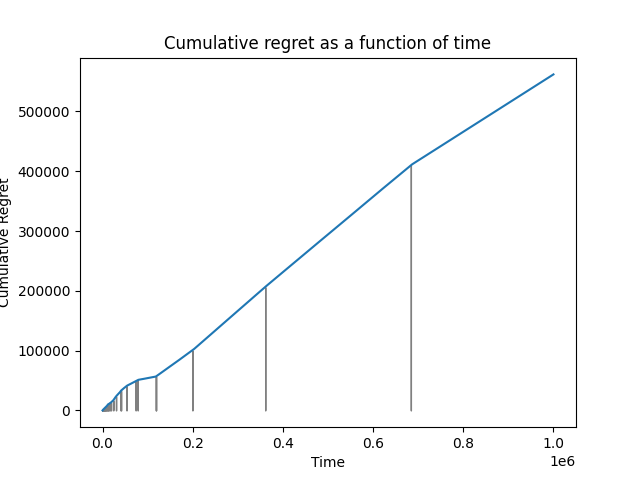 Cumulative regret as a function of time
Cumulative Regret
500000
400000
300000
200000
100000
0
0.0 0.2 0.4 0.6 0.8 1.0
1e6
Time